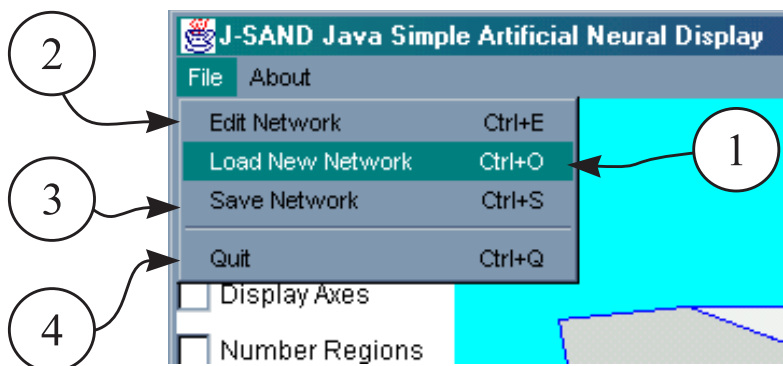 J-SAND Java Simple Artificial Neural Display
File About
2
Edit Network Ctrl+E
1
Load New Network Ctrl+O
3
Save Network Ctrl+S
Quit Ctrl+Q
4
Display Axes
Number Regions